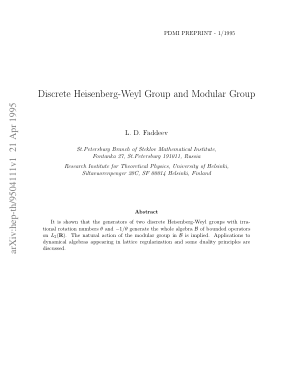 PDMI PREPRINT - 1/1995
Discrete Heisenberg-Weyl Group and Modular Group
L. D. Faddeev
St.Petersburg Branch of Steklov Mathematical Institute,
Fontanka 27, St.Petersburg 191011, Russia
Research Institute for Theoretical Physics, University of Helsinki,
Siltavuorenpenger 20C, SF 00014 Helsinki, Finland
Abstract
It is shown that the generators of two discrete Heisenberg-Weyl groups with irra-
tional rotation numbers θ and −1/θ generate the whole algebra B of bounded operators
on L₂(R). The natural action of the modular group in B is implied. Applications to
dynamical algebras appearing in lattice regularization and some duality principles are
discussed.
arXiv:hep-th/9504111v1 21 Apr 1995